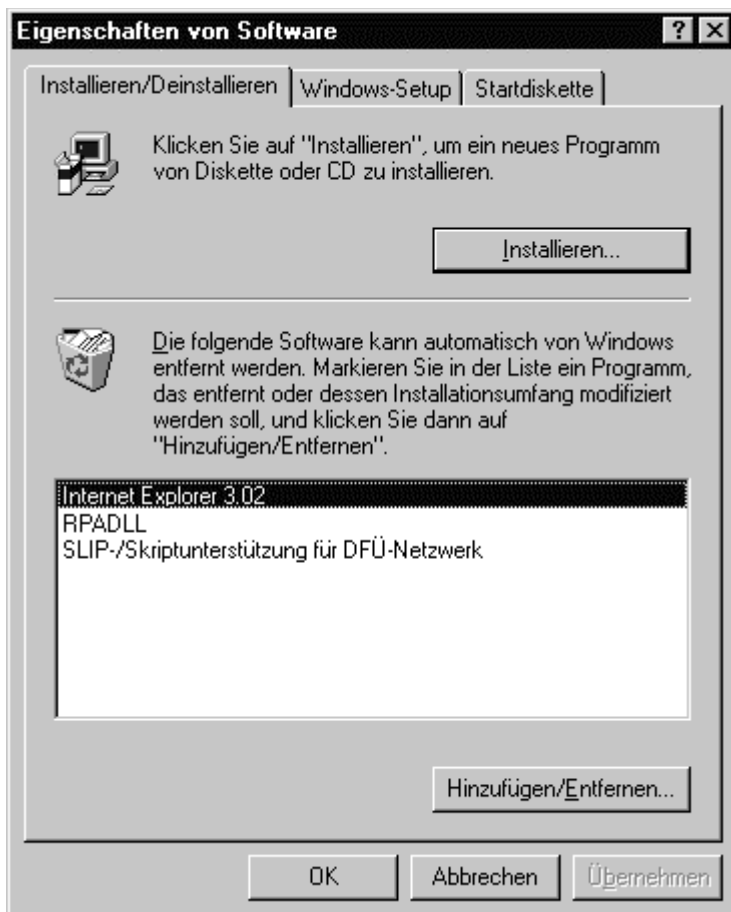 Eigenschaften von Software
Installieren/Deinstallieren
Windows-Setup
Startdiskette
Klicken Sie auf "Installieren", um ein neues Programm
von Diskette oder CD zu installieren.
Installieren...
Die folgende Software kann automatisch von Windows
entfernt werden. Markieren Sie in der Liste ein Programm,
das entfernt oder dessen Installationsumfang modifiziert
werden soll, und klicken Sie dann auf
"Hinzufügen/Entfernen".
Internet Explorer 3.02
RPADLL
SLIP-/Skriptunterstützung für DFÜ-Netzwerk
Hinzufügen/Entfernen...
OK
Abbrechen
Übernehmen